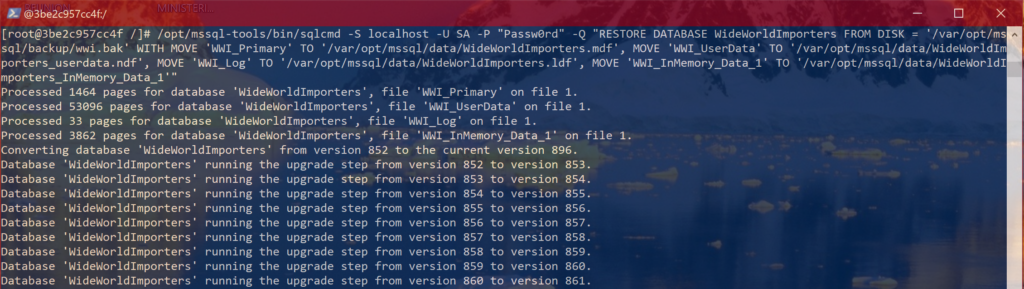 @3be2c957cc4f:/
[root@3be2c957cc4f /]# /opt/mssql-tools/bin/sqlcmd -S localhost -U SA -P "Passw0rd" -Q "RESTORE DATABASE WideWorldImporters FROM DISK = '/var/opt/ms
sql/backup/wwi.bak' WITH MOVE 'WWI_Primary' TO '/var/opt/mssql/data/WideWorldImporters.mdf', MOVE 'WWI_UserData' TO '/var/opt/mssql/data/WideWorldIm
porters_userdata.ndf', MOVE 'WWI_Log' TO '/var/opt/mssql/data/WideWorldImporters.ldf', MOVE 'WWI_InMemory_Data_1' TO '/var/opt/mssql/data/WideWorldI
mporters_InMemory_Data_1'"
Processed 1464 pages for database 'WideWorldImporters', file 'WWI_Primary' on file 1.
Processed 53096 pages for database 'WideWorldImporters', file 'WWI_UserData' on file 1.
Processed 33 pages for database 'WideWorldImporters', file 'WWI_Log' on file 1.
Processed 3862 pages for database 'WideWorldImporters', file 'WWI_InMemory_Data_1' on file 1.
Converting database 'WideWorldImporters' from version 852 to the current version 896.
Database 'WideWorldImporters' running the upgrade step from version 852 to version 853.
Database 'WideWorldImporters' running the upgrade step from version 853 to version 854.
Database 'WideWorldImporters' running the upgrade step from version 854 to version 855.
Database 'WideWorldImporters' running the upgrade step from version 855 to version 856.
Database 'WideWorldImporters' running the upgrade step from version 856 to version 857.
Database 'WideWorldImporters' running the upgrade step from version 857 to version 858.
Database 'WideWorldImporters' running the upgrade step from version 858 to version 859.
Database 'WideWorldImporters' running the upgrade step from version 859 to version 860.
Database 'WideWorldImporters' running the upgrade step from version 860 to version 861.